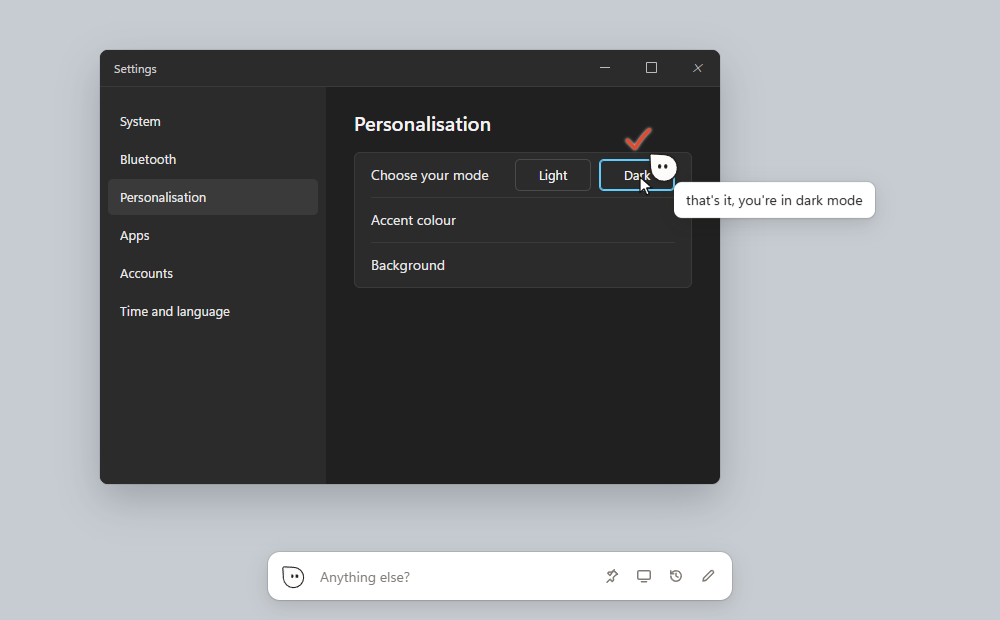 Settings
System
Bluetooth
Personalisation
Apps
Accounts
Time and language
Personalisation
Choose your mode
Light
Dark
Accent colour
Background
that's it, you're in dark mode
Anything else?